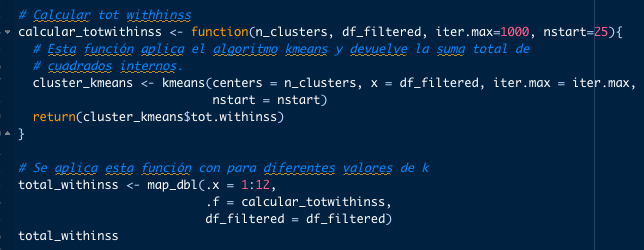 # Calcular tot withhinss
calcular_totwithinss <- function(n_clusters, df_filtered, iter.max=1000, nstart=25){
# Esta función aplica el algoritmo kmeans y devuelve la suma total de
# cuadrados internos.
cluster_kmeans <- kmeans(centers = n_clusters, x = df_filtered, iter.max = iter.max,
nstart = nstart)
return(cluster_kmeans$tot.withinss)
}
# Se aplica esta función con para diferentes valores de k
total_withinss <- map_dbl(.x = 1:12,
.f = calcular_totwithinss,
df_filtered = df_filtered)
total_withinss